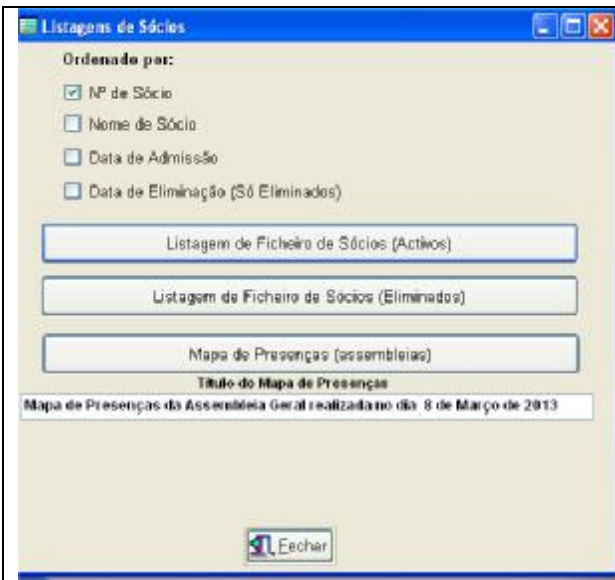 Listagens de Sócios
Ordenado por:
Nº de Sócio
Nome de Sócio
Data de Admissão
Data de Eliminação (Só Eliminados)
Listagem de Ficheiro de Sócios (Activos)
Listagem de Ficheiro de Sócios (Eliminados)
Mapa de Presenças (assembleias)
Título do Mapa de Presenças
Mapa de Presenças da Assembleia Geral realizada no dia 8 de Março de 2013
Fechar